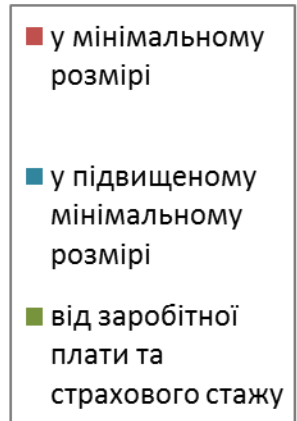 у мінімальному
розмірі
у підвищеному
мінімальному
розмірі
від заробітної
плати та
страхового стажу